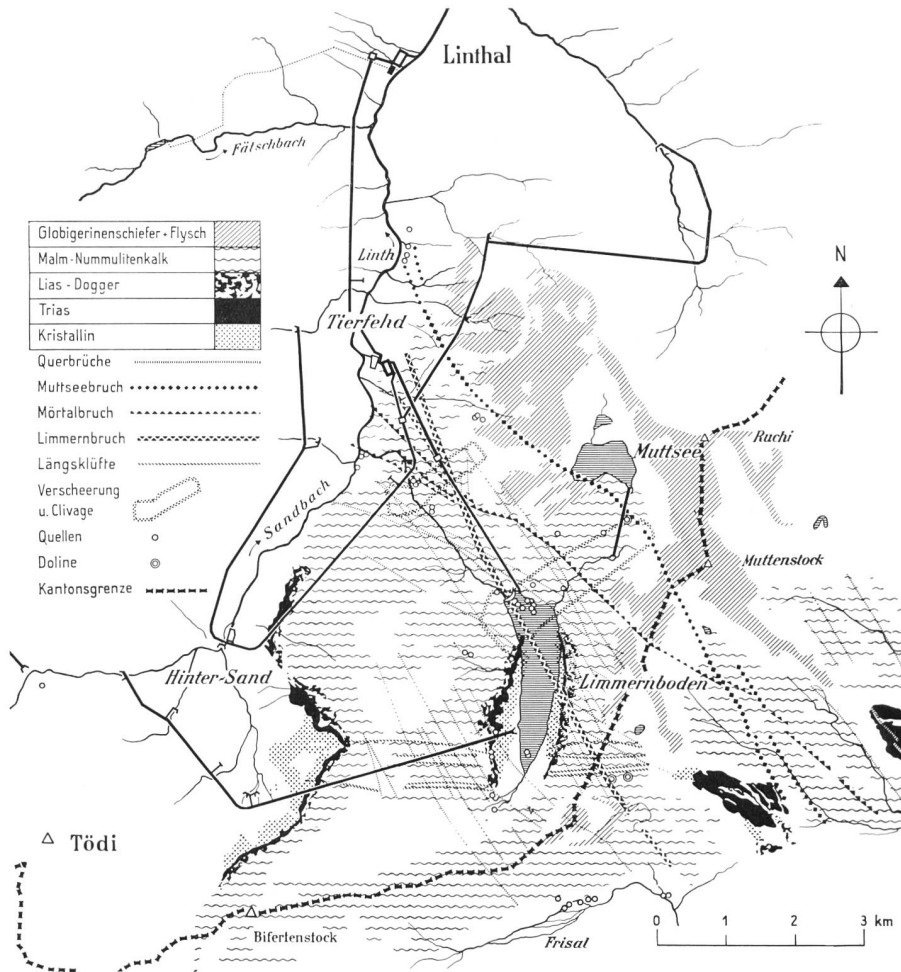 Linthal
Fätschbach
Globigerinenschiefer + Flysch
Malm-Nummulitenkalk
Lias - Dogger
Trias
Kristallin
Querbrüche
Muttseebruch
Mörtalbruch
Limmernbruch
Längsklüfte
Verscheerung
u. Clivage
Quellen
Doline
Kantonsgrenze
Linth
N
Tierfehd
Muttsee
Ruchi
Sandbach
Muttenstock
Hinter-Sand
Limmernboden
Tödi
Bifertenstock
Frisal
0 1 2 3 km